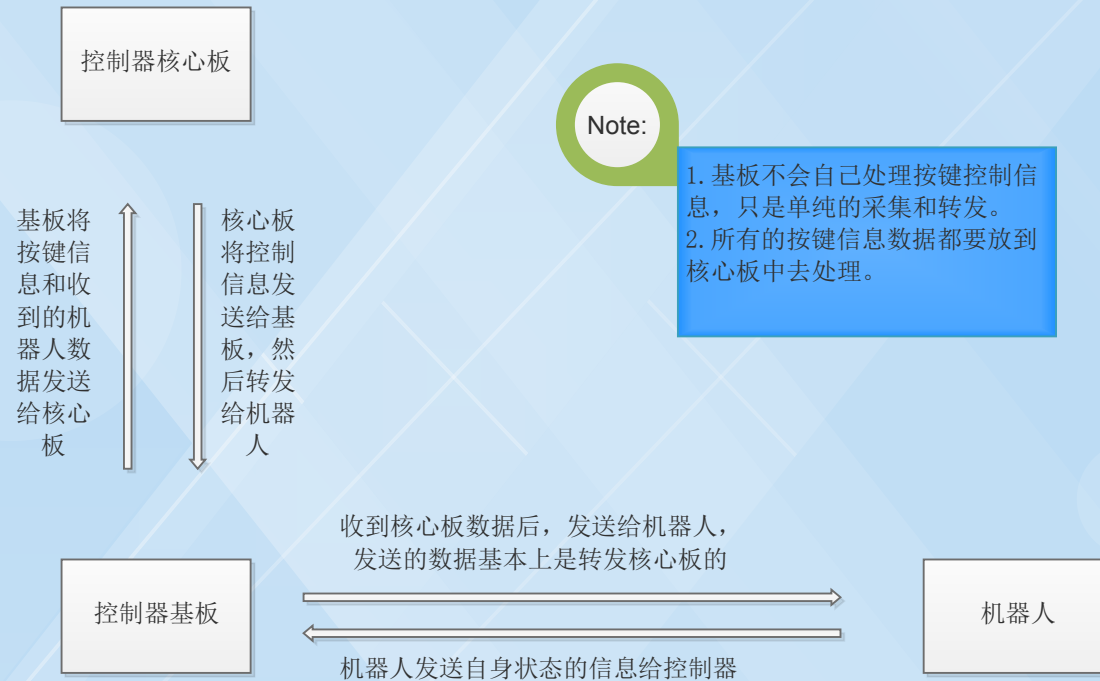 控制器核心板
Note:
1.基板不会自己处理按键控制信
息，只是单纯的采集和转发。
2.所有的按键信息数据都要放到
核心板中去处理。
基板将
按键信
息和收
到的机
器人数
据发送
给核心
板
核心板
将控制
信息发
送给基
板，然
后转发
给机器
人
收到核心板数据后，发送给机器人，
发送的数据基本上是转发核心板的
控制器基板
机器人
机器人发送自身状态的信息给控制器